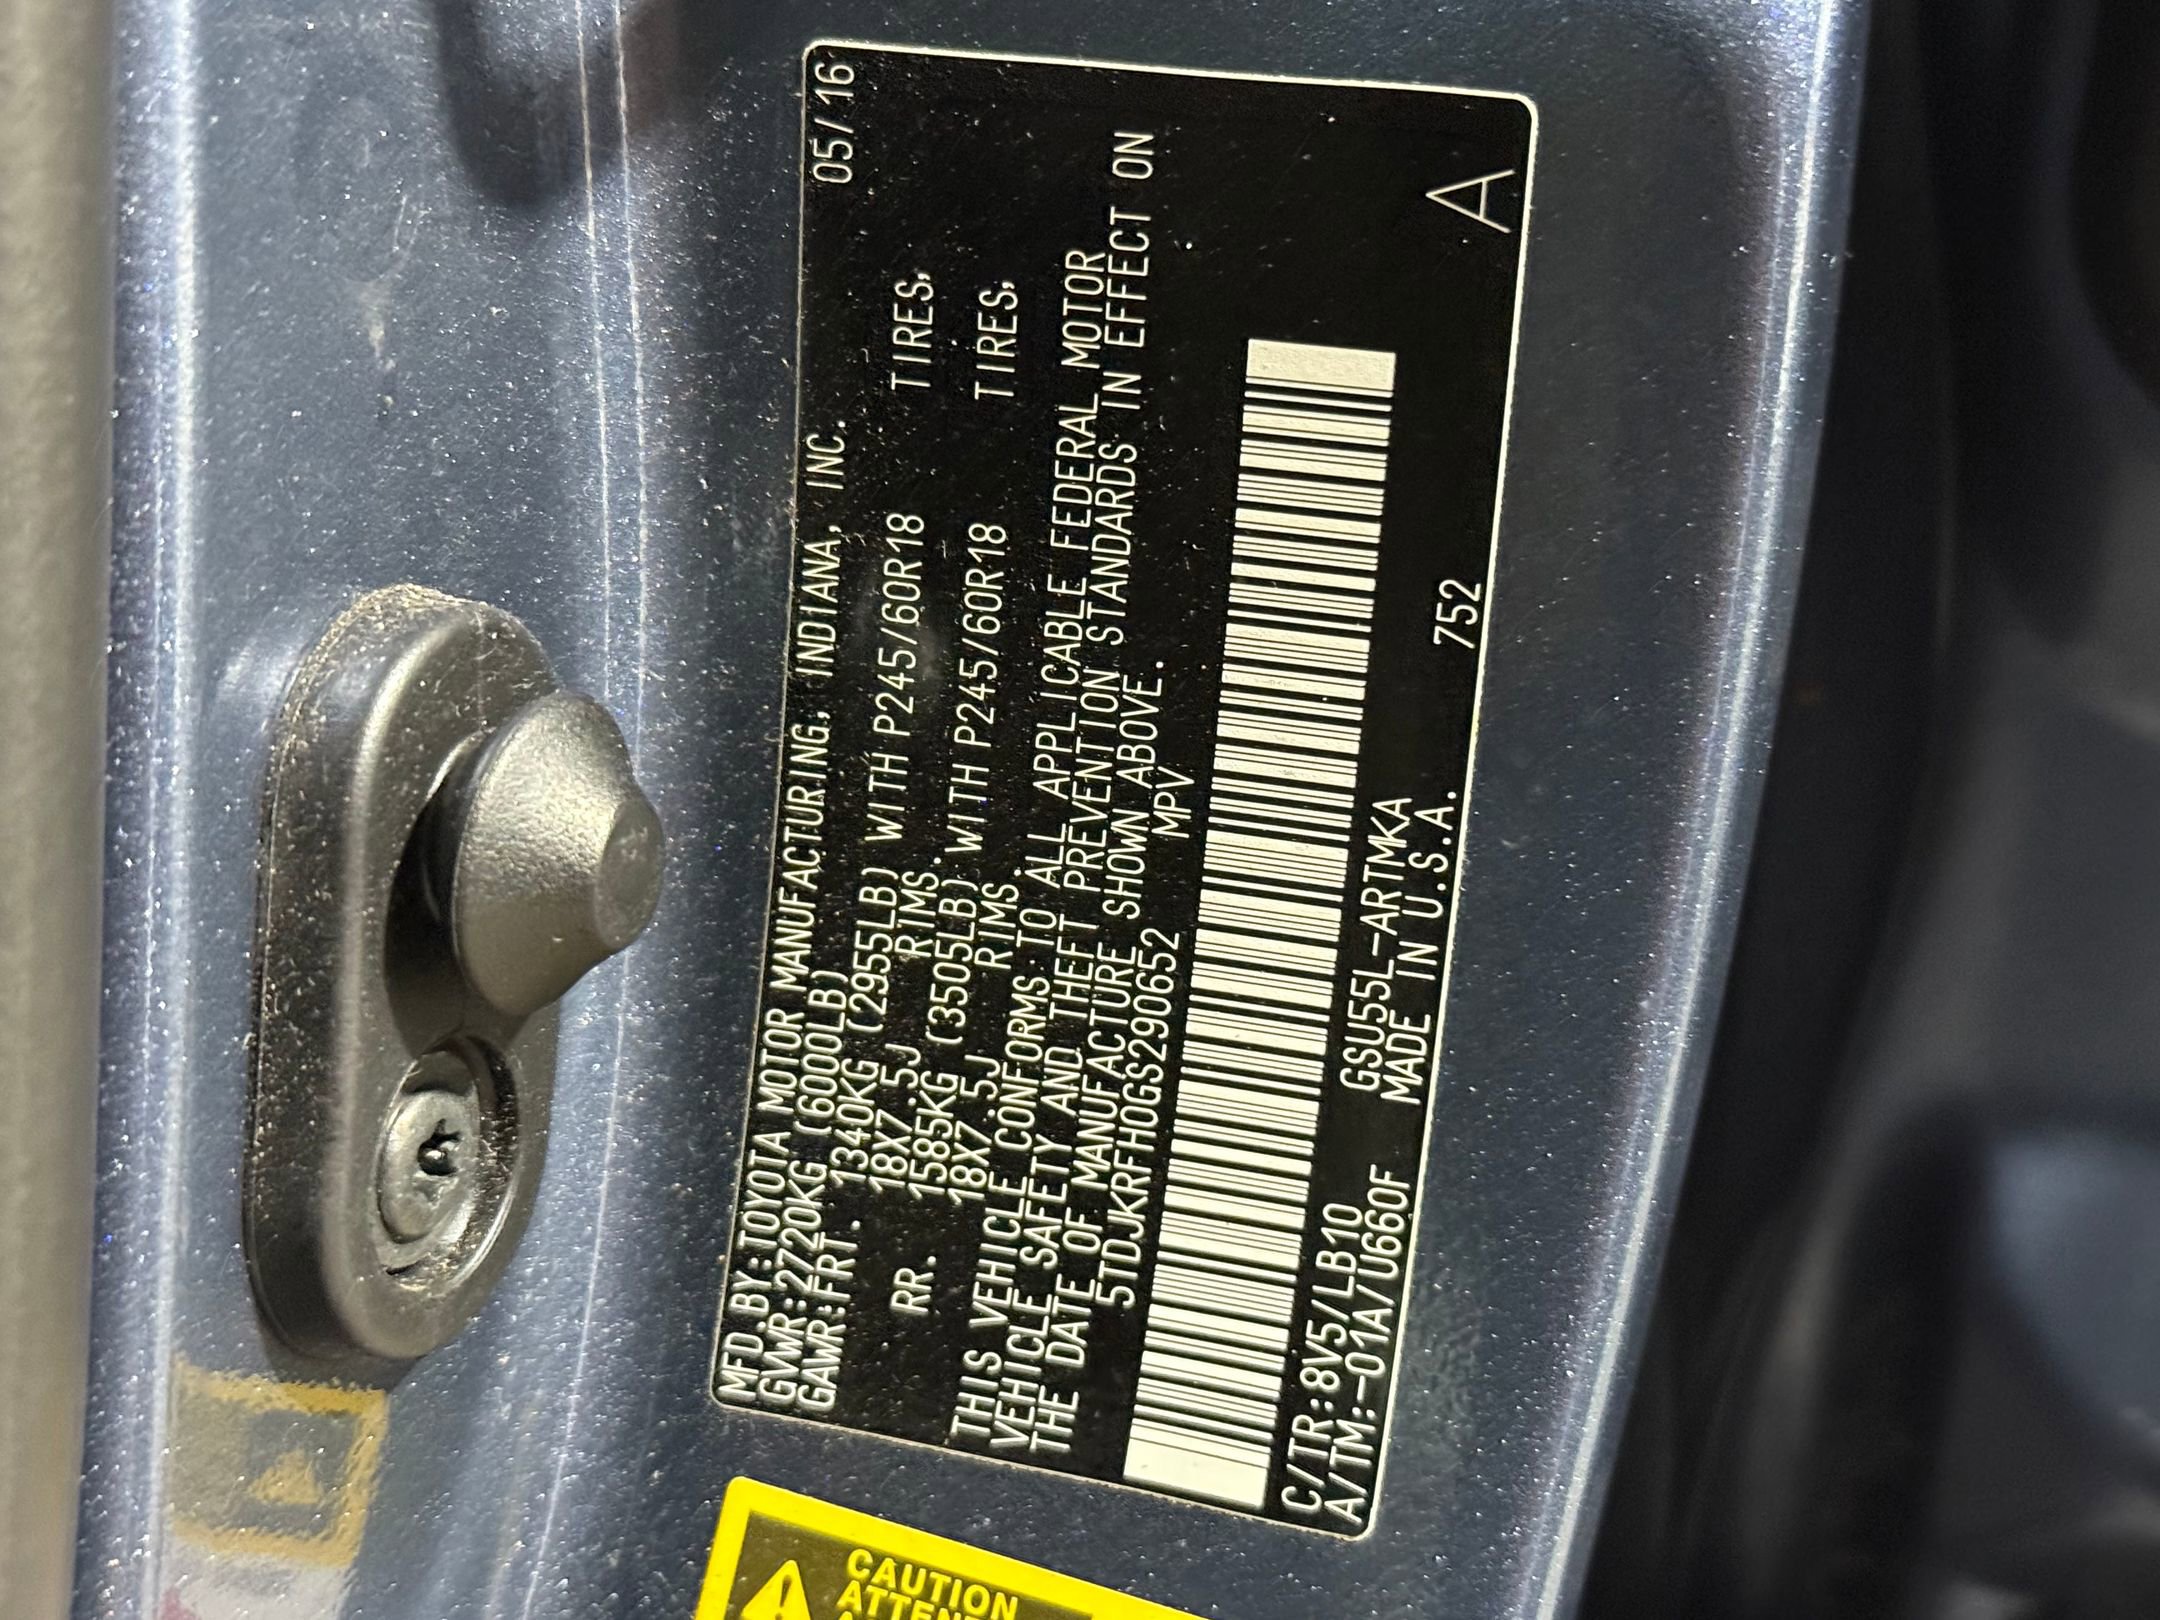 MFD.BY:TOYOTA MOTOR MANUFACTURING, INDIANA, INC. 05/16
GVWR:2720KG (6000LB)
GAWR:FRT. 1340KG (2955LB) WITH P245/60R18 TIRES,
18X7.5J RIMS.
RR. 1585KG (3505LB) WITH P245/60R18 TIRES,
18X7.5J RIMS.
THIS VEHICLE CONFORMS TO ALL APPLICABLE FEDERAL MOTOR
VEHICLE SAFETY AND THEFT PREVENTION STANDARDS IN EFFECT ON
THE DATE OF MANUFACTURE SHOWN ABOVE.
5TDJKRFH0GS290652 MPV
C/TR:8V5/LB10 GSU55L-ARTMKA 752
A/TM:-01A/U660F MADE IN U.S.A. A
CAUTION